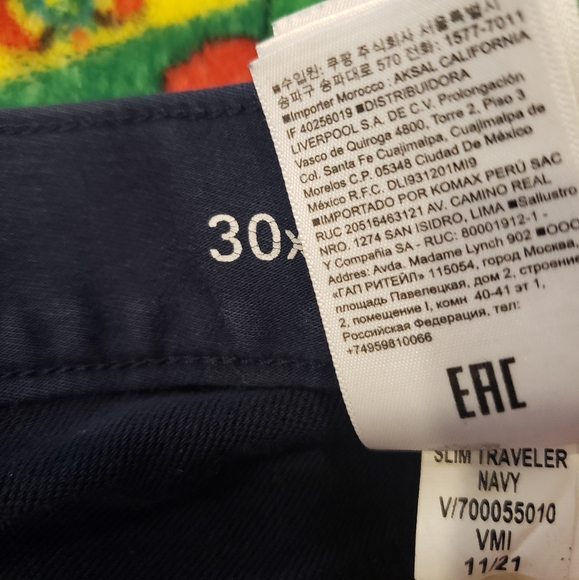 ■수입원: 쿠팡 주식회사 서울특별시
송파구 송파대로 570 전화: 1577-7011
■Importer Morocco : AKSAL CALIFORNIA
IF 40256019 ■DISTRIBUIDORA
LIVERPOOL S.A. DE C.V. Prolongación
Vasco de Quiroga 4800, Torre 2, Piso 3
Col. Santa Fe Cuajimalpa, Cuajimalpa de
Morelos C.P. 05348 Ciudad De México
México R.F.C. DLI931201MI9
■IMPORTADO POR KOMAX PERÚ SAC
RUC 20516463121 AV. CAMINO REAL
NRO. 1274 SAN ISIDRO, LIMA ■Sallustro
Y Compañia SA - RUC: 80001912-1 -
Addres: Avda. Madame Lynch 902 ■ООО
«ГАП РИТЕЙЛ» 115054, город Москва
площадь Павелецкая, дом 2, строение
2, помещение I, комн 40-41 эт 1,
Российская Федерация, тел:
+74959810066
EAC
30x
SLIM TRAVELER
NAVY
V/700055010
VMI
11/21